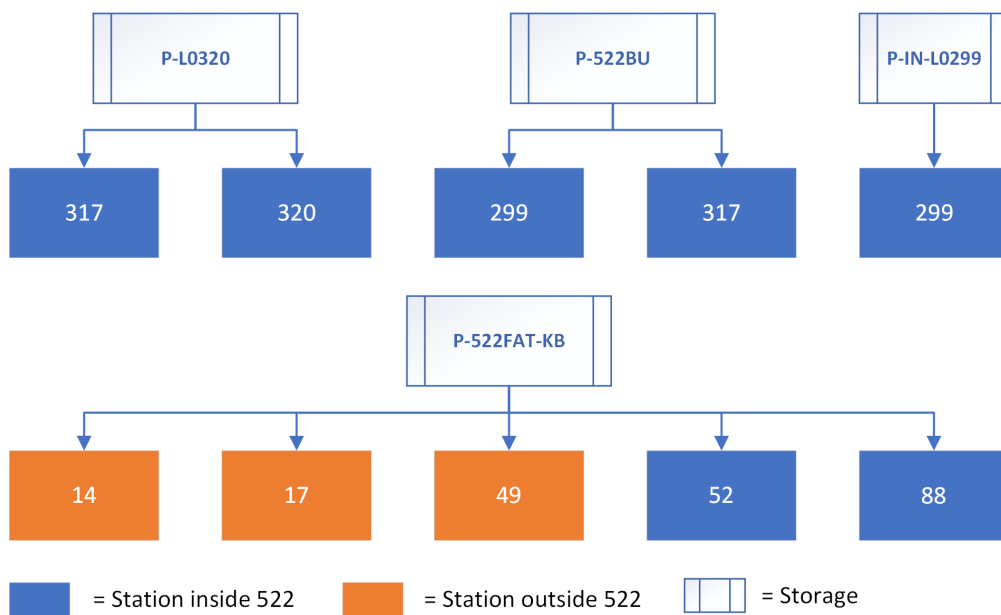 P-L0320
P-522BU
P-IN-L0299
317
320
299
317
299
P-522FAT-KB
14
17
49
52
88
= Station inside 522
= Station outside 522
= Storage